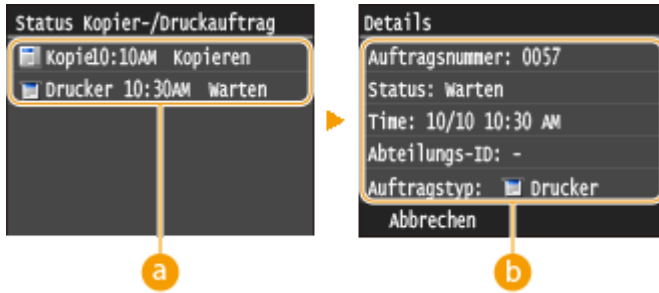 Status Kopier-/Druckauftrag
Kopie10:10AM Kopieren
Drucker 10:30AM Warten
a
Details
Auftragsnummer: 0057
Status: Warten
Time: 10/10 10:30 AM
Abteilungs-ID: -
Auftragstyp: Drucker
Abbrechen
b